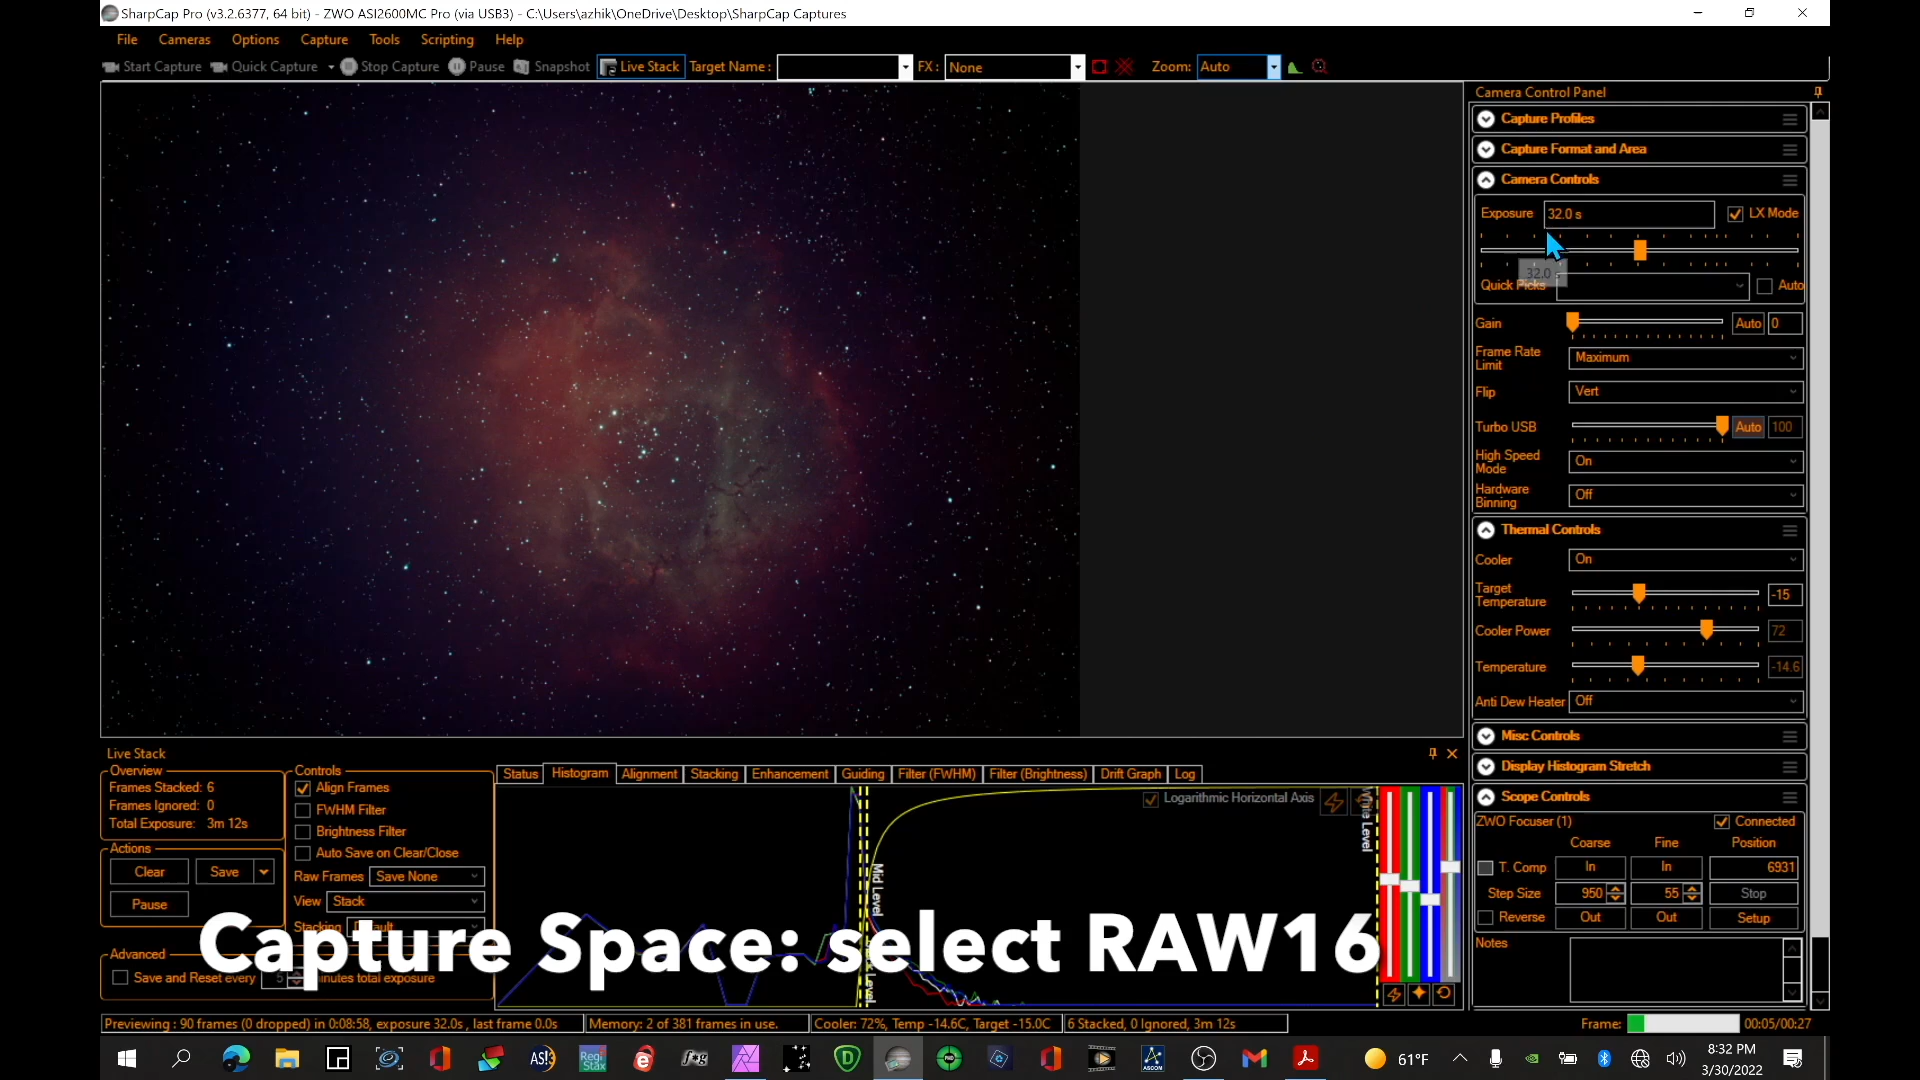 SharpCap Pro (v3.2.6377, 64 bit) - ZWO ASI2600MC Pro (via USB3) - C:\Users\azhik\OneDrive\Desktop\SharpCap Captures
File Cameras Options Capture Tools Scripting Help
Start Capture Quick Capture Stop Capture Pause Snapshot Live Stack Target Name : FX : None Zoom: Auto
Camera Control Panel
Capture Profiles
Capture Format and Area
Camera Controls
Exposure 32.0 s LX Mode
32.0
Quick Picks Auto
Gain Auto 0
Frame Rate Limit Maximum
Flip Vert
Turbo USB Auto 100
High Speed Mode On
Hardware Binning Off
Thermal Controls
Cooler On
Target Temperature -15
Cooler Power 72
Temperature -14.6
Anti Dew Heater Off
Misc Controls
Display Histogram Stretch
Scope Controls
ZWO Focuser (1) Connected
Coarse Fine Position
T. Comp In In 6931
Step Size 950 55 Stop
Reverse Out Out Setup
Notes
Live Stack
Overview
Frames Stacked: 6
Frames Ignored: 0
Total Exposure: 3m 12s
Actions
Clear Save
Pause
Controls
Align Frames
FWHM Filter
Brightness Filter
Auto Save on Clear/Close
Raw Frames Save None
View Stack
Stacking
Advanced
Save and Reset every 5 minutes total exposure
Status Histogram Alignment Stacking Enhancement Guiding Filter (FWHM) Filter (Brightness) Drift Graph Log
Logarithmic Horizontal Axis
White Level
Mid Level
Capture Space: select RAW16
Previewing : 90 frames (0 dropped) in 0:08:58, exposure 32.0s , last frame 0.0s
Memory: 2 of 381 frames in use.
Cooler: 72%, Temp -14.6C, Target -15.0C
6 Stacked, 0 Ignored, 3m 12s
Frame: 00:05/00:27
61°F
8:32 PM
3/30/2022